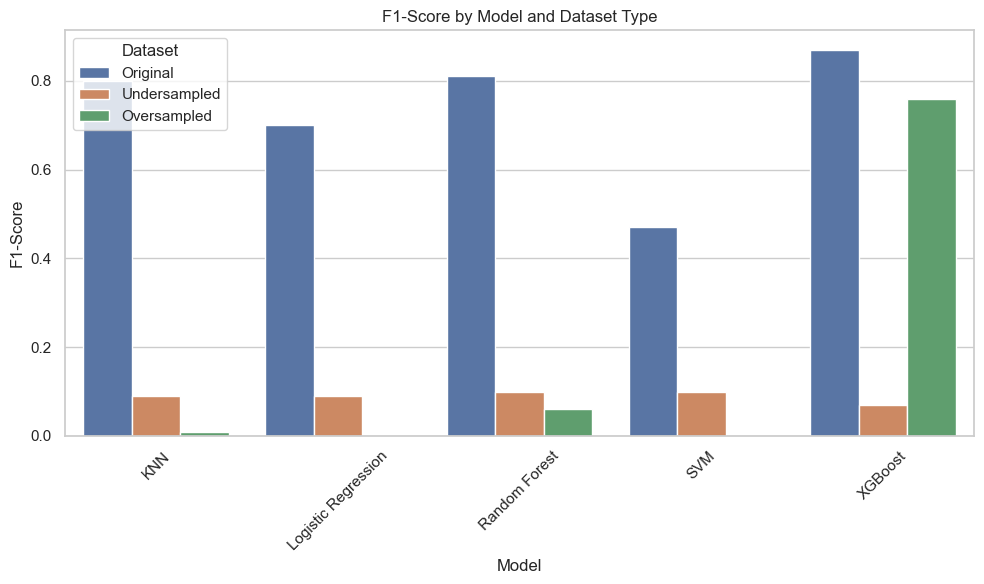 F1-Score by Model and Dataset Type
Dataset
Original
Undersampled
Oversampled
0.8
0.6
0.4
0.2
0.0
F1-Score
KNN
Logistic Regression
Random Forest
SVM
XGBoost
Model